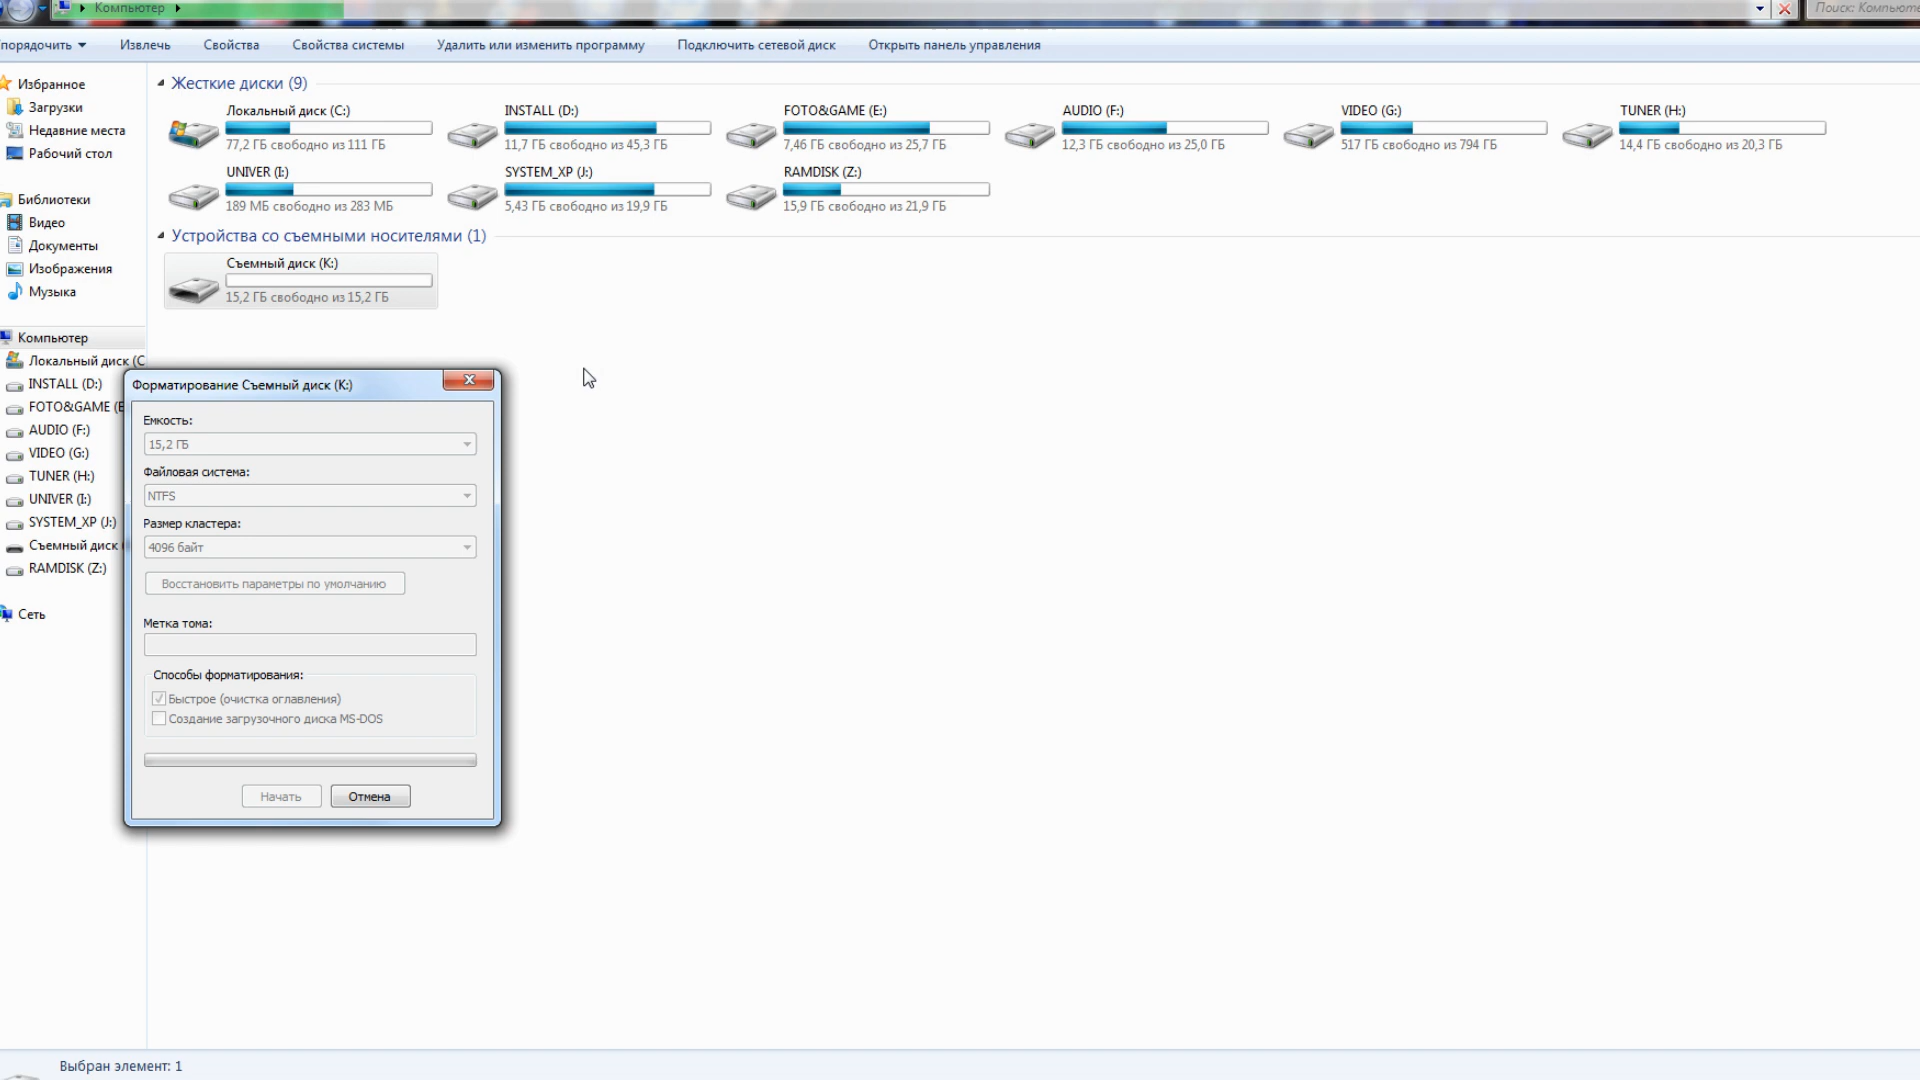 Компьютер
Поиск: Компьюте
порядочить
Извлечь
Свойства
Свойства системы
Удалить или изменить программу
Подключить сетевой диск
Открыть панель управления
Избранное
Загрузки
Недавние места
Рабочий стол
Библиотеки
Видео
Документы
Изображения
Музыка
Компьютер
Локальный диск (C
INSTALL (D:)
FOTO&GAME (E
AUDIO (F:)
VIDEO (G:)
TUNER (H:)
UNIVER (I:)
SYSTEM_XP (J:)
Съемный диск
RAMDISK (Z:)
Сеть
Жесткие диски (9)
Локальный диск (C:)
77,2 ГБ свободно из 111 ГБ
INSTALL (D:)
11,7 ГБ свободно из 45,3 ГБ
FOTO&GAME (E:)
7,46 ГБ свободно из 25,7 ГБ
AUDIO (F:)
12,3 ГБ свободно из 25,0 ГБ
VIDEO (G:)
517 ГБ свободно из 794 ГБ
TUNER (H:)
14,4 ГБ свободно из 20,3 ГБ
UNIVER (I:)
189 МБ свободно из 283 МБ
SYSTEM_XP (J:)
5,43 ГБ свободно из 19,9 ГБ
RAMDISK (Z:)
15,9 ГБ свободно из 21,9 ГБ
Устройства со съемными носителями (1)
Съемный диск (K:)
15,2 ГБ свободно из 15,2 ГБ
Форматирование Съемный диск (K:)
Емкость:
15,2 ГБ
Файловая система:
NTFS
Размер кластера:
4096 байт
Восстановить параметры по умолчанию
Метка тома:
Способы форматирования:
Быстрое (очистка оглавления)
Создание загрузочного диска MS-DOS
Начать
Отмена
Выбран элемент: 1